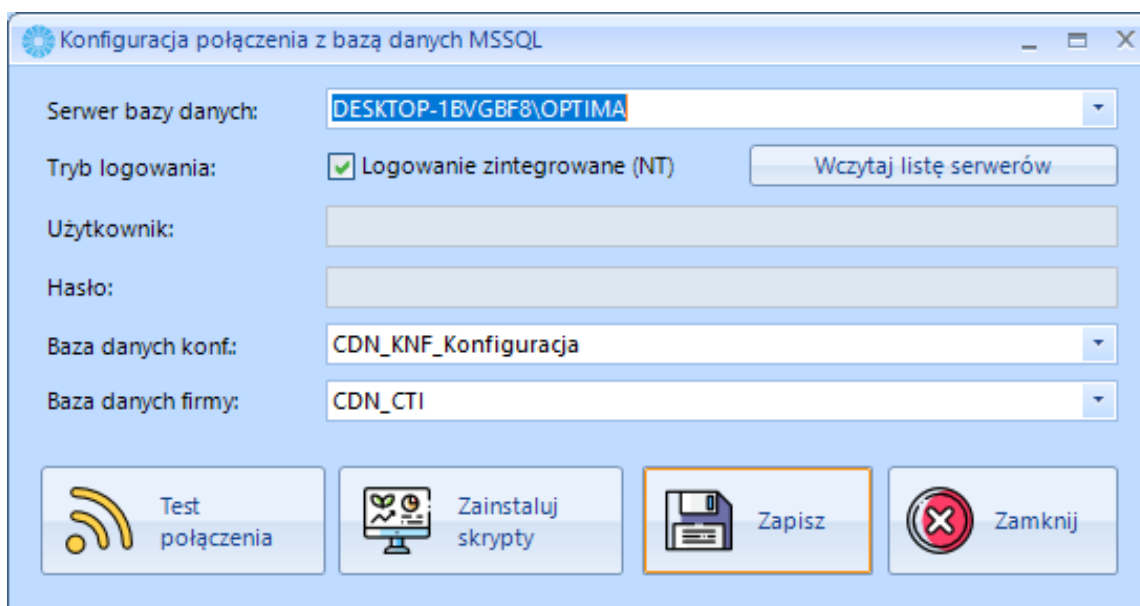 Konfiguracja połączenia z bazą danych MSSQL
Serwer bazy danych: DESKTOP-1BVGBF8\OPTIMA
Tryb logowania: Logowanie zintegrowane (NT) Wczytaj listę serwerów
Użytkownik:
Hasło:
Baza danych konf.: CDN_KNF_Konfiguracja
Baza danych firmy: CDN_CTI
Test
połączenia
Zainstaluj
skrypty
Zapisz
Zamknij